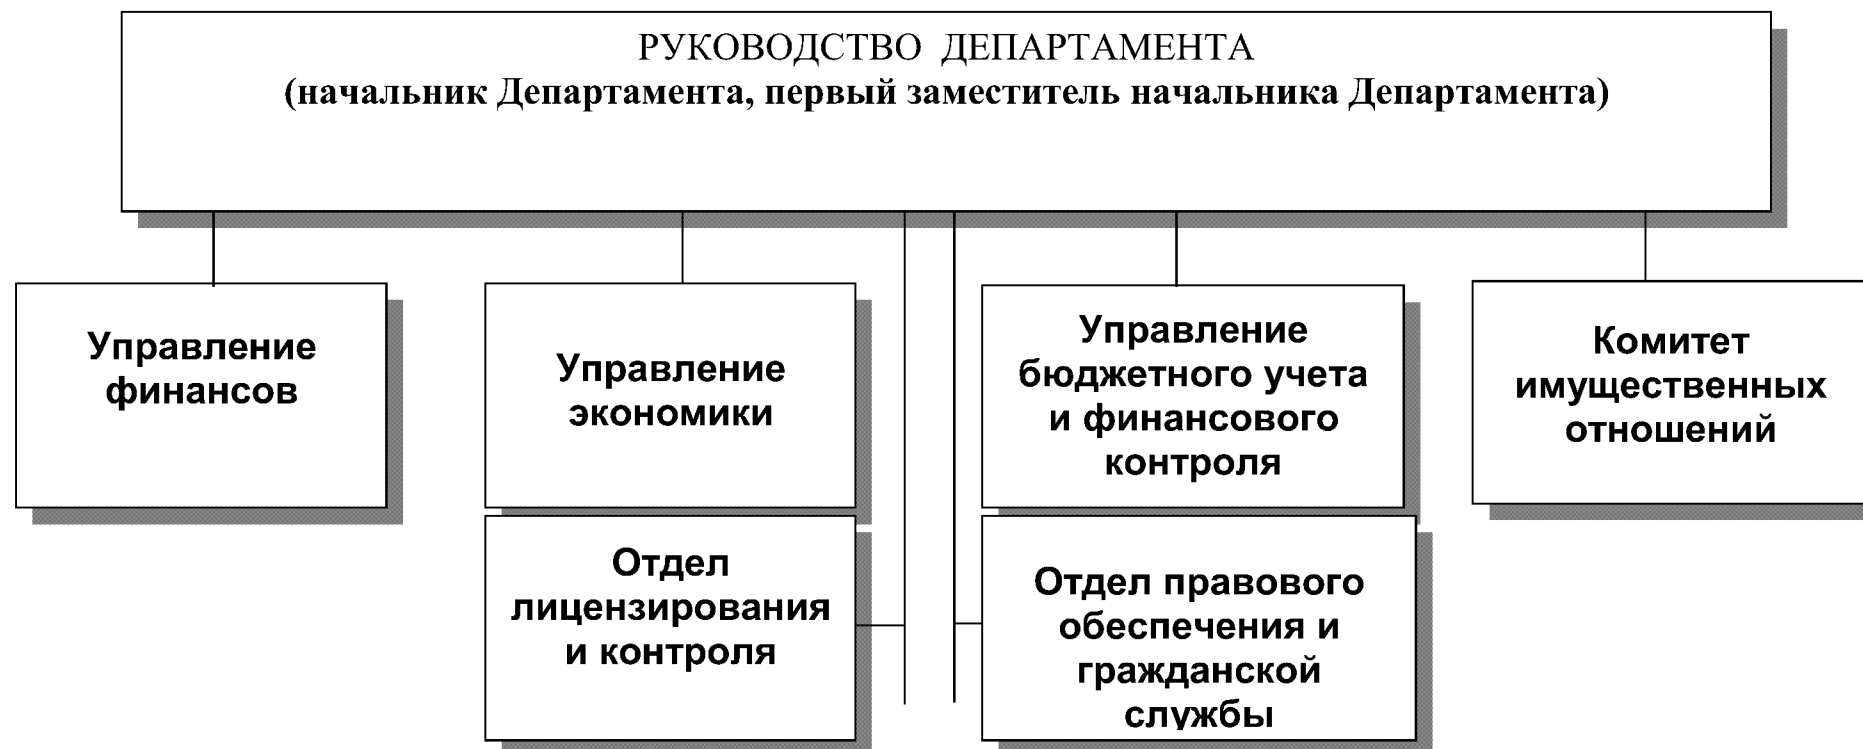 РУКОВОДСТВО ДЕПАРТАМЕНТА
(начальник Департамента, первый заместитель начальника Департамента)
Управление
финансов
Управление
экономики
Управление
бюджетного учета
и финансового
контроля
Комитет
имущественных
отношений
Отдел
лицензирования
и контроля
Отдел правового
обеспечения и
гражданской
службы